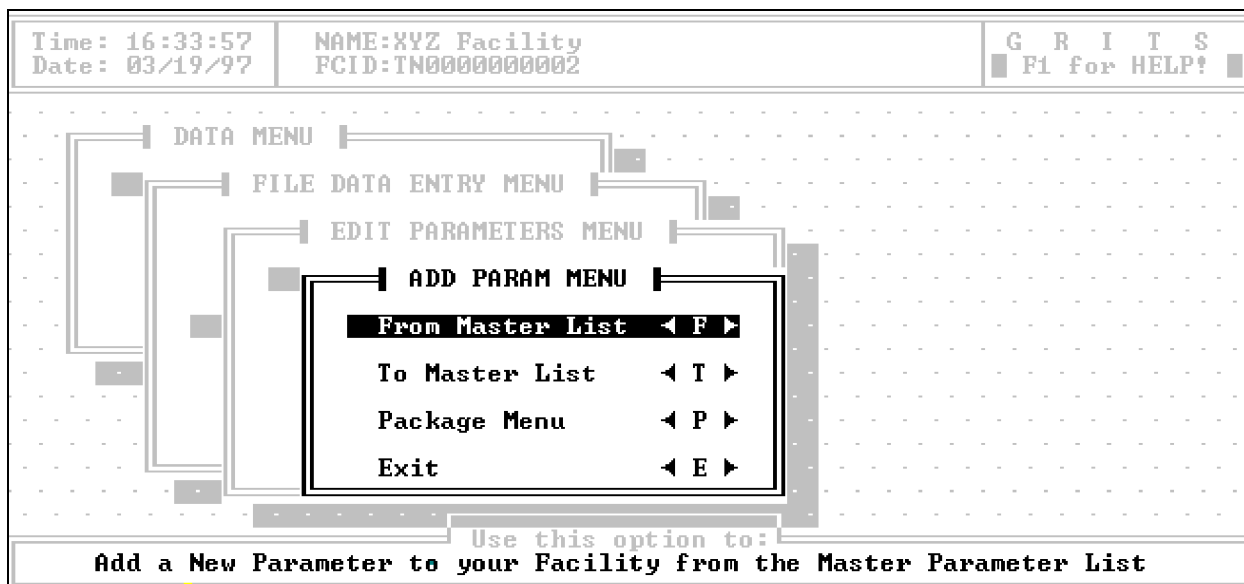 Time: 16:33:57
Date: 03/19/97
NAME:XYZ Facility
FCID:TN0000000002
G R I T S
F1 for HELP!
DATA MENU
FILE DATA ENTRY MENU
EDIT PARAMETERS MENU
ADD PARAM MENU
From Master List ◄ F ►
To Master List ◄ T ►
Package Menu ◄ P ►
Exit ◄ E ►
Use this option to:
Add a New Parameter to your Facility from the Master Parameter List